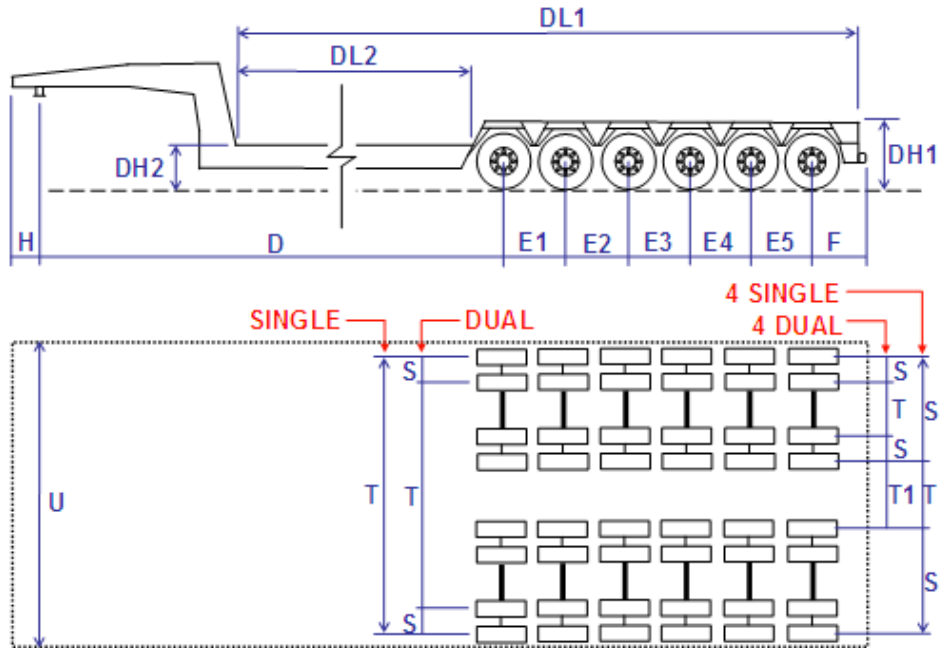 DL1
DL2
DH2
DH1
H
D
E1
E2
E3
E4
E5
F
4 SINGLE
SINGLE
DUAL
4 DUAL
S
S
T
S
S
U
T
T
T1
T
S
S